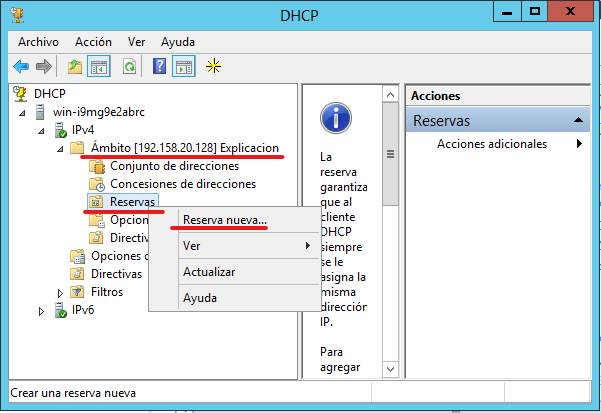 DHCP
Archivo Acción Ver Ayuda
DHCP
win-i9mg9e2abrc
IPv4
Ámbito [192.158.20.128] Explicacion
Conjunto de direcciones
Concesiones de direcciones
Reservas
Opcion
Directiv
Opciones d
Directivas
Filtros
IPv6
Reserva nueva...
Ver
Actualizar
Ayuda
La
reserva
garantiza
que al
cliente
DHCP
siempre
se le
asigna la
misma
dirección
IP.
Para
agregar
Acciones
Reservas
Acciones adicionales
Crear una reserva nueva